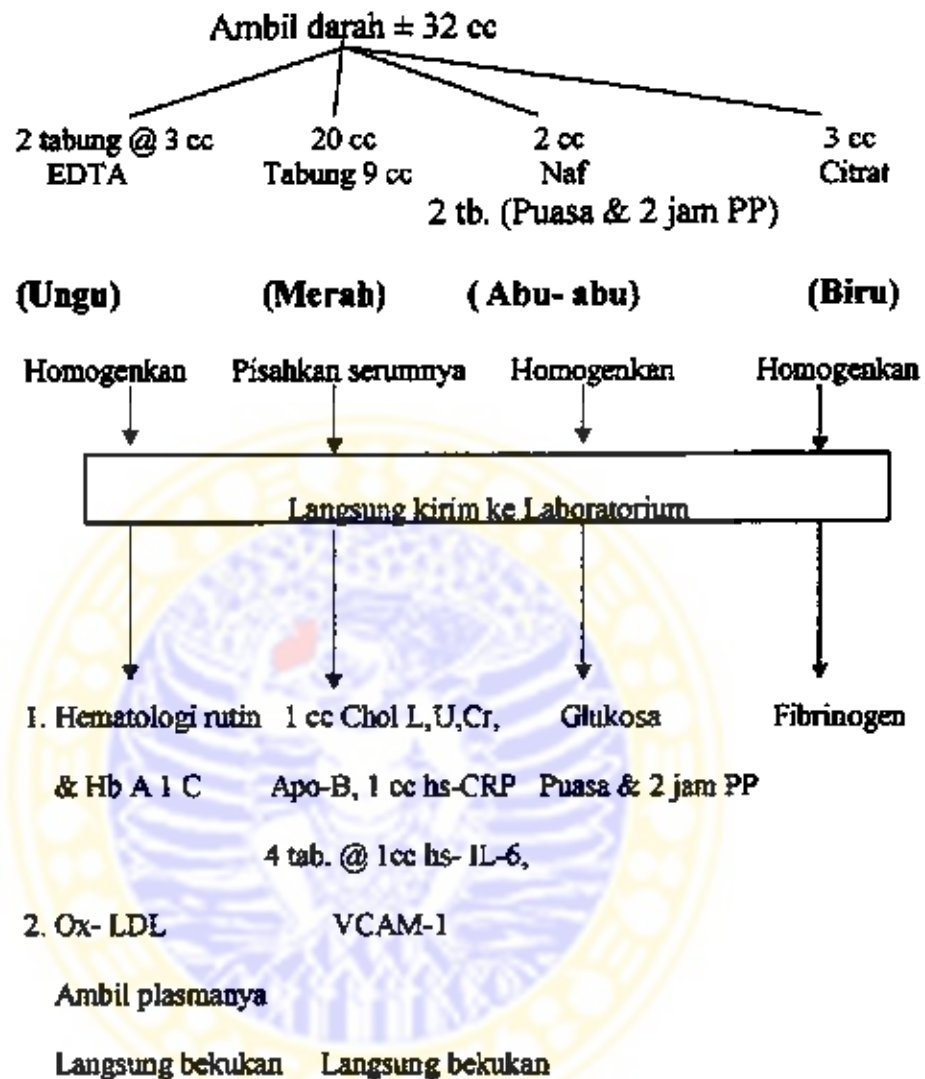 Ambil darah ± 32 cc
2 tabung @ 3 cc 20 cc 2 cc 3 cc
EDTA Tabung 9 cc Naf Citrat
2 tb. (Puasa & 2 jam PP)
(Ungu) (Merah) ( Abu- abu) (Biru)
Homogenkan Pisahkan serumnya Homogenkan Homogenkan
Langsung kirim ke Laboratorium
1. Hematologi rutin 1 cc Chol L,U,Cr, Glukosa Fibrinogen
& Hb A 1 C Apo-B, 1 cc hs-CRP Puasa & 2 jam PP
4 tab. @ 1cc hs- IL-6,
2. Ox- LDL VCAM-1
Ambil plasmanya
Langsung bekukan Langsung bekukan